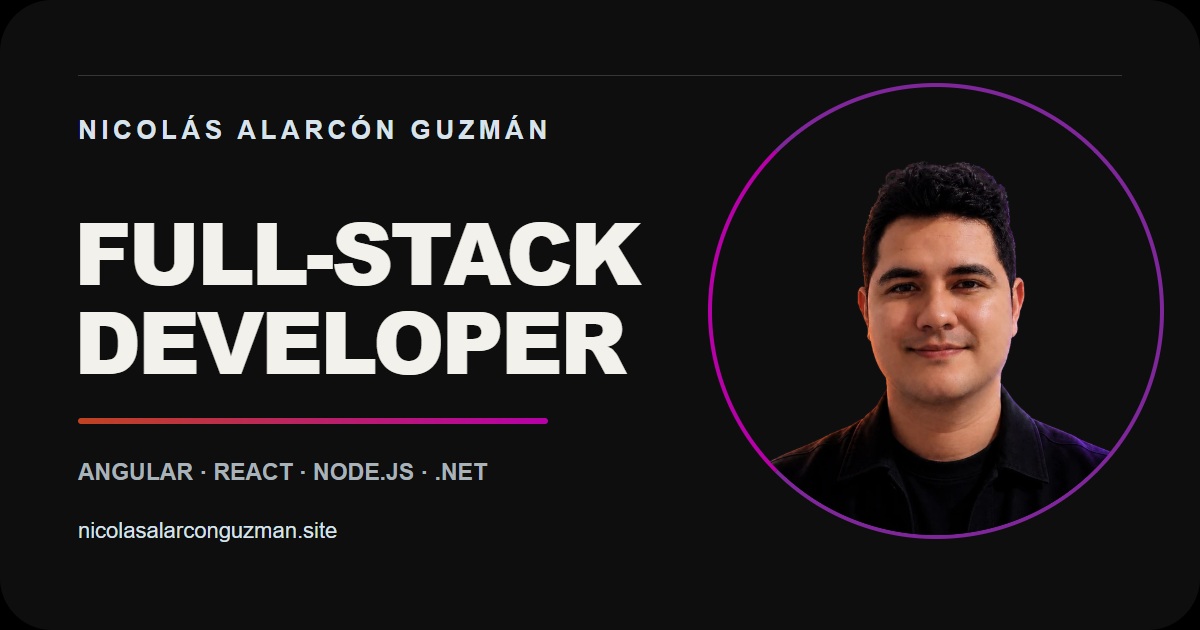 NICOLÁS ALARCÓN GUZMÁN
FULL-STACK
DEVELOPER
ANGULAR · REACT · NODE.JS · .NET
nicolasalarconguzman.site